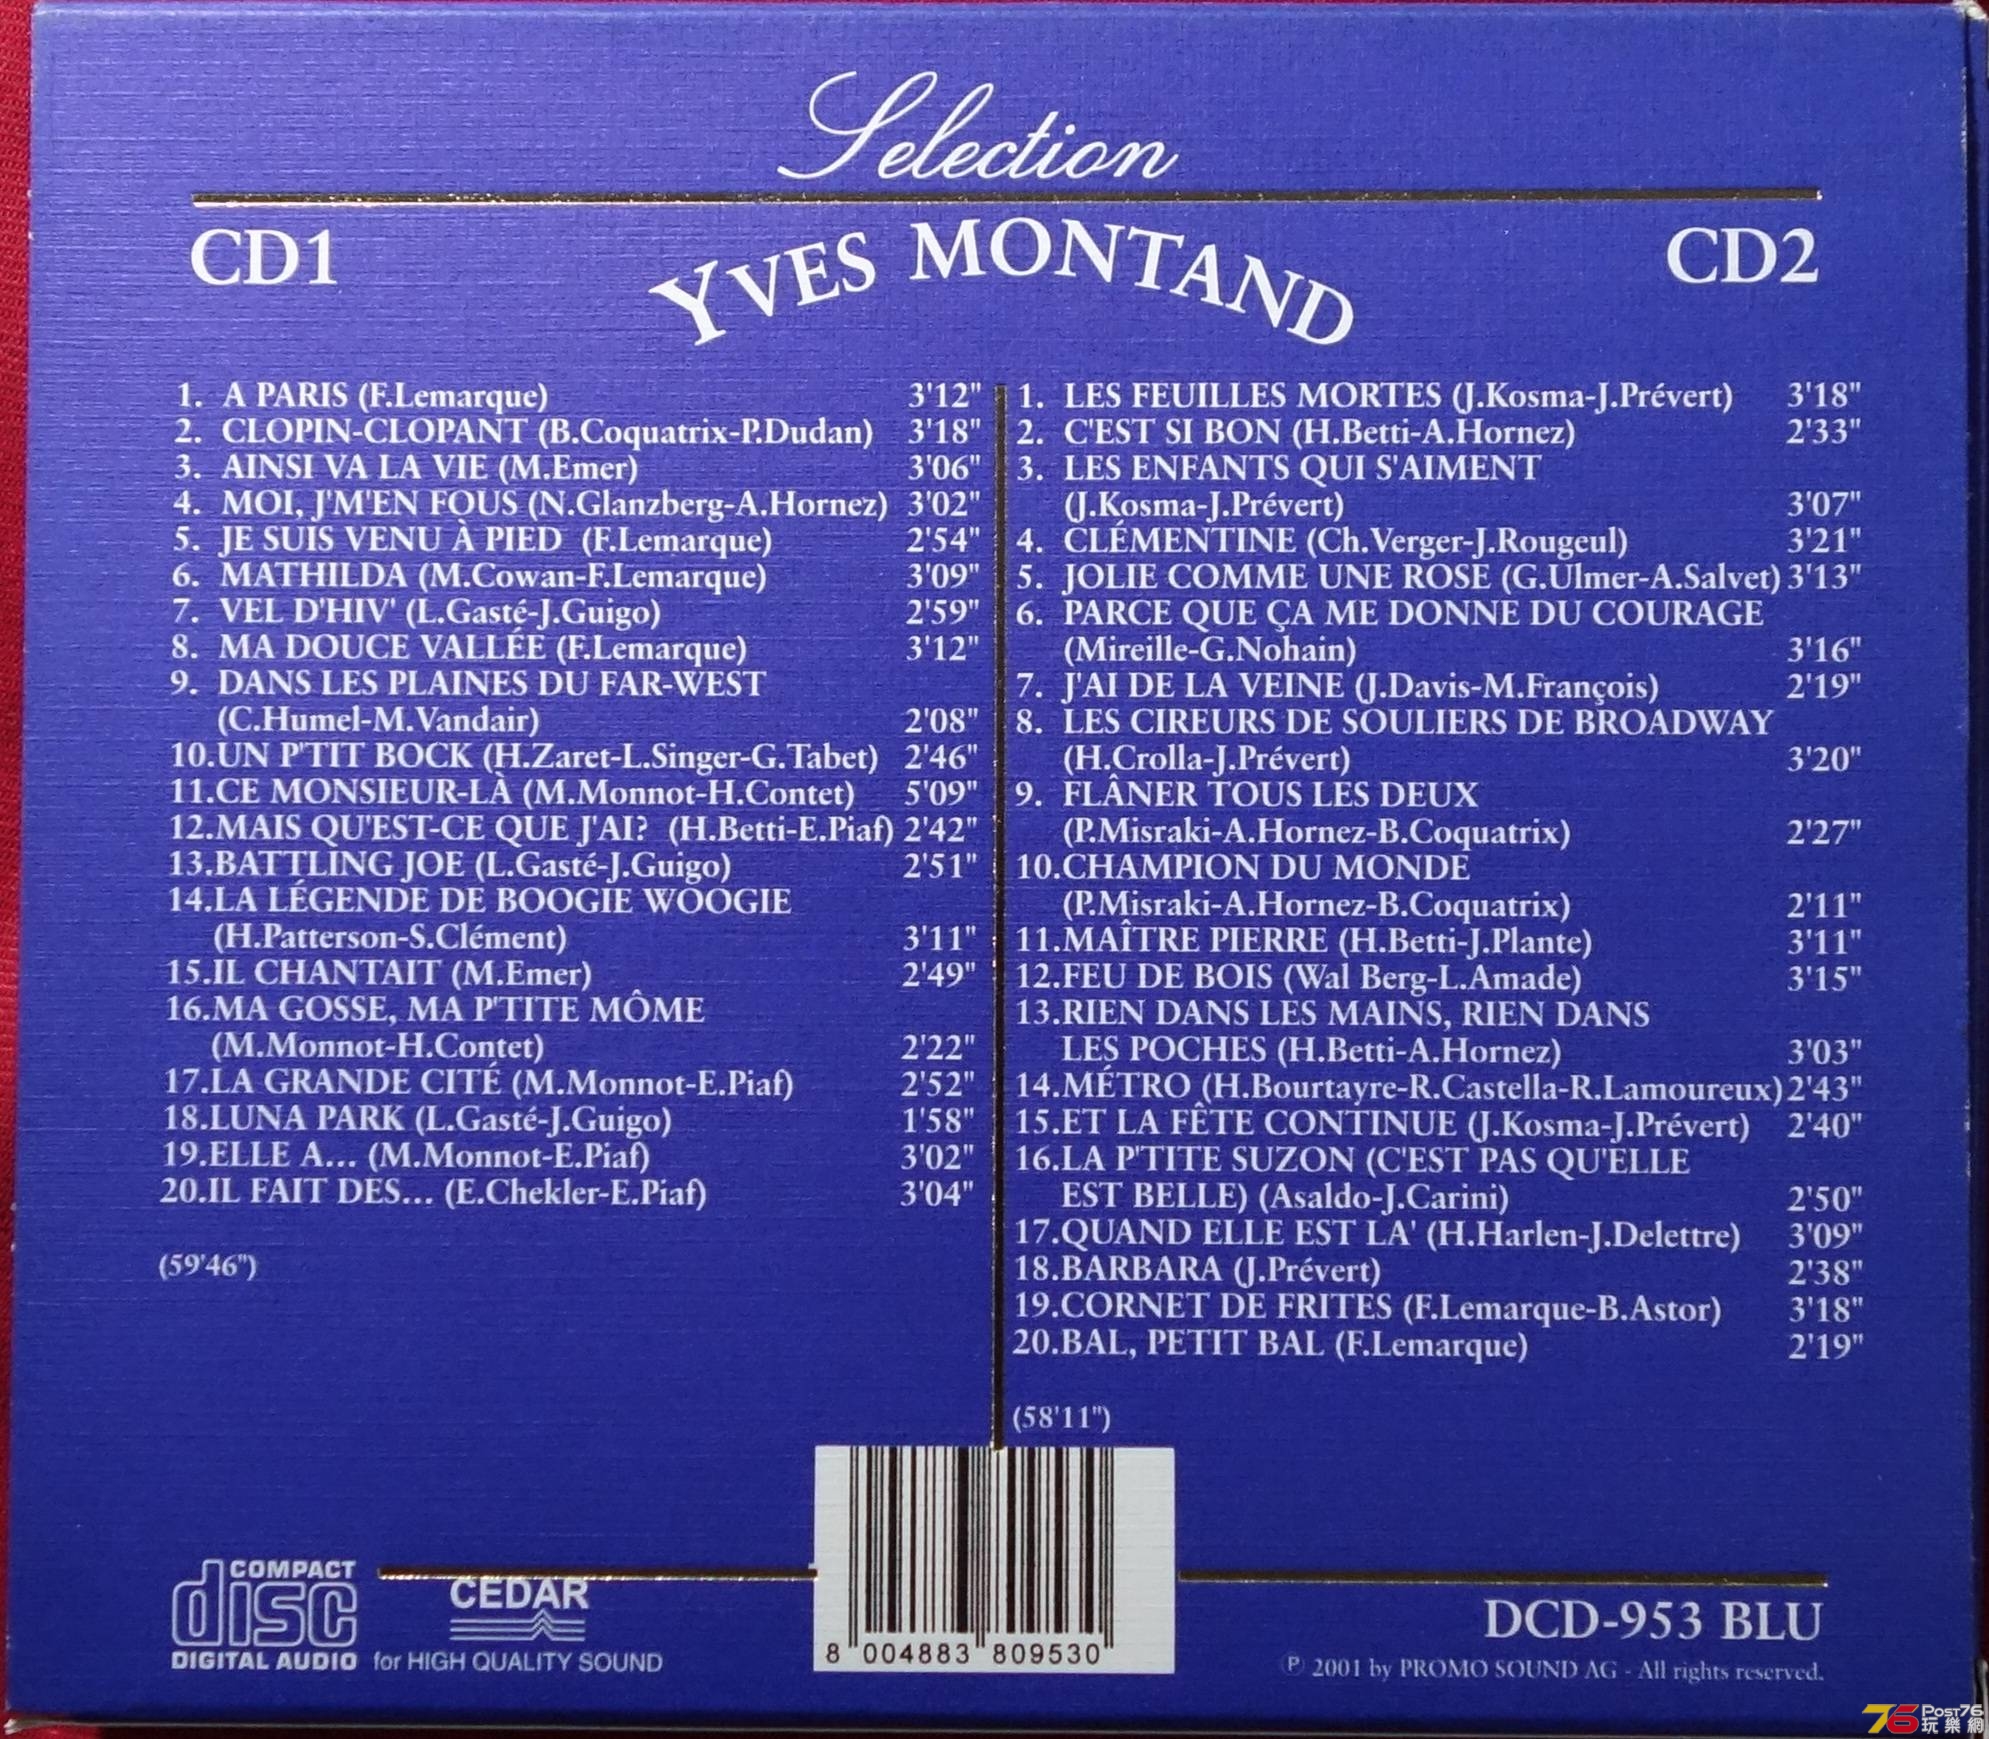 Selection
YVES MONTAND
CD1
1. A PARIS (F.Lemarque) 3'12"
2. CLOPIN-CLOPANT (B.Coquatrix-P.Dudan) 3'18"
3. AINSI VA LA VIE (M.Emer) 3'06"
4. MOI, J'M'EN FOUS (N.Glanzberg-A.Hornez) 3'02"
5. JE SUIS VENU À PIED (F.Lemarque) 2'54"
6. MATHILDA (M.Cowan-F.Lemarque) 3'09"
7. VEL D'HIV' (L.Gasté-J.Guigo) 2'59"
8. MA DOUCE VALLÉE (F.Lemarque) 3'12"
9. DANS LES PLAINES DU FAR-WEST
(C.Humel-M.Vandair) 2'08"
10.UN P'TIT BOCK (H.Zaret-L.Singer-G.Tabet) 2'46"
11.CE MONSIEUR-LÀ (M.Monnot-H.Contet) 5'09"
12.MAIS QU'EST-CE QUE J'AI? (H.Betti-E.Piaf) 2'42"
13.BATTLING JOE (L.Gasté-J.Guigo) 2'51"
14.LA LÉGENDE DE BOOGIE WOOGIE
(H.Patterson-S.Clément) 3'11"
15.IL CHANTAIT (M.Emer) 2'49"
16.MA GOSSE, MA P'TITE MÔME
(M.Monnot-H.Contet) 2'22"
17.LA GRANDE CITÉ (M.Monnot-E.Piaf) 2'52"
18.LUNA PARK (L.Gasté-J.Guigo) 1'58"
19.ELLE A... (M.Monnot-E.Piaf) 3'02"
20.IL FAIT DES... (E.Chekler-E.Piaf) 3'04"
(59'46")
CD2
1. LES FEUILLES MORTES (J.Kosma-J.Prévert) 3'18"
2. C'EST SI BON (H.Betti-A.Hornez) 2'33"
3. LES ENFANTS QUI S'AIMENT
(J.Kosma-J.Prévert) 3'07"
4. CLÉMENTINE (Ch.Verger-J.Rougeul) 3'21"
5. JOLIE COMME UNE ROSE (G.Ulmer-A.Salvet) 3'13"
6. PARCE QUE ÇA ME DONNE DU COURAGE
(Mireille-G.Nohain) 3'16"
7. J'AI DE LA VEINE (J.Davis-M.François) 2'19"
8. LES CIREURS DE SOULIERS DE BROADWAY
(H.Crolla-J.Prévert) 3'20"
9. FLÂNER TOUS LES DEUX
(P.Misraki-A.Hornez-B.Coquatrix) 2'27"
10.CHAMPION DU MONDE
(P.Misraki-A.Hornez-B.Coquatrix) 2'11"
11.MAÎTRE PIERRE (H.Betti-J.Plante) 3'11"
12.FEU DE BOIS (Wal Berg-L.Amade) 3'15"
13.RIEN DANS LES MAINS, RIEN DANS
LES POCHES (H.Betti-A.Hornez) 3'03"
14.MÉTRO (H.Bourtayre-R.Castella-R.Lamoureux) 2'43"
15.ET LA FÊTE CONTINUE (J.Kosma-J.Prévert) 2'40"
16.LA P'TITE SUZON (C'EST PAS QU'ELLE
EST BELLE) (Asaldo-J.Carini) 2'50"
17.QUAND ELLE EST LA' (H.Harlen-J.Delettre) 3'09"
18.BARBARA (J.Prévert) 2'38"
19.CORNET DE FRITES (F.Lemarque-B.Astor) 3'18"
20.BAL, PETIT BAL (F.Lemarque) 2'19"
(58'11")
COMPACT
disc
DIGITAL AUDIO
CEDAR
for HIGH QUALITY SOUND
8 004883 809530
DCD-953 BLU
℗ 2001 by PROMO SOUND AG - All rights reserved.
76 Post76
玩樂網